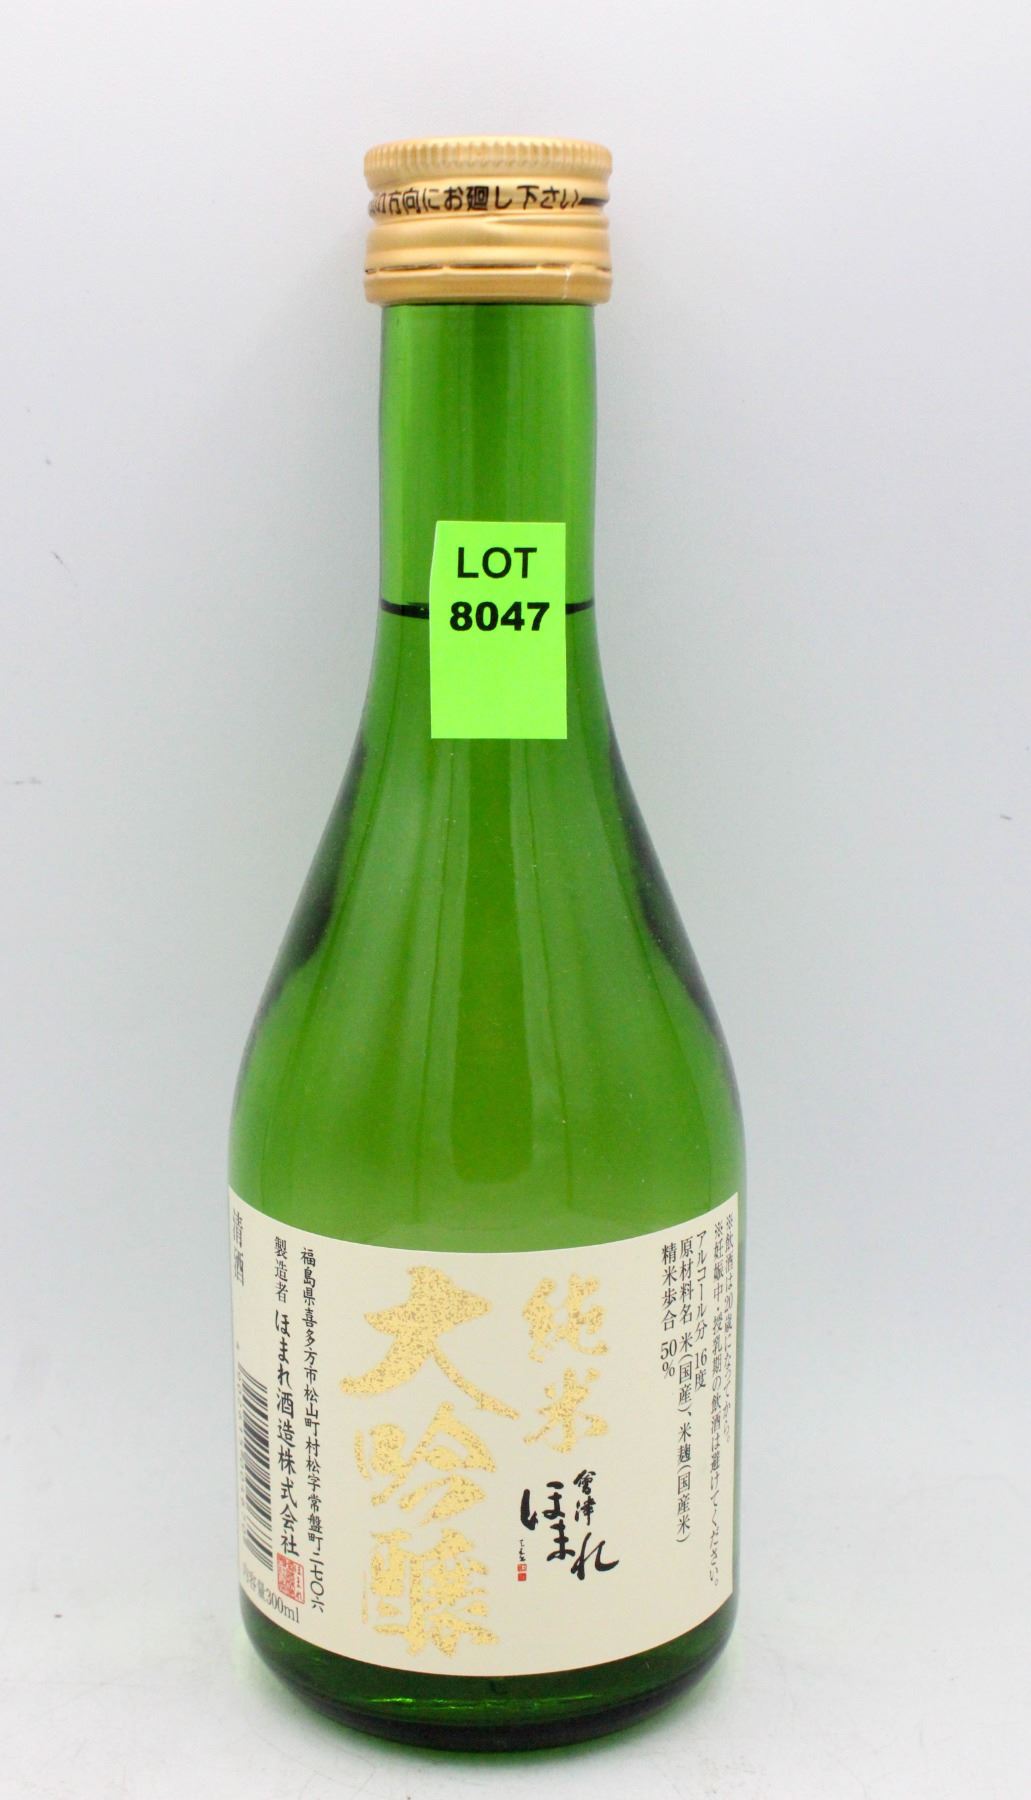 方向にお廻し下さい
LOT
8047
※飲酒は20歳になってから。
※妊娠中・授乳期の飲酒は避けてください。
アルコール分 16度
原材料名 米(国産)、米麹(国産米)
精米歩合 50%
純米
大吟醸
會津
ほまれ
福島県喜多方市松山町村松字常盤町二七〇六
製造者 ほまれ酒造株式会社
清酒
内容量300ml